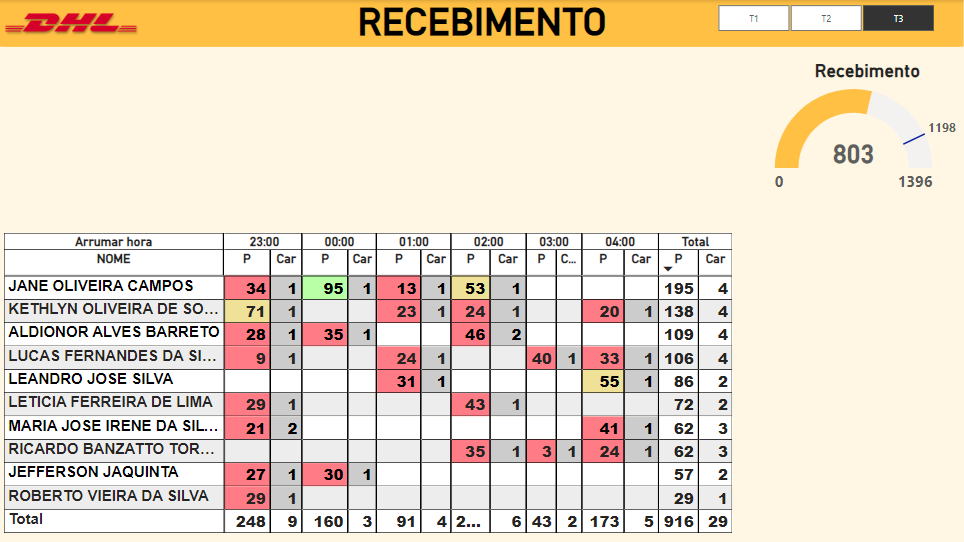 DHL RECEBIMENTO T1 T2 T3
Recebimento
1198
803
0 1396
Arrumar hora 23:00 00:00 01:00 02:00 03:00 04:00 Total
NOME P Car P Car P Car P Car P C... P Car P Car
JANE OLIVEIRA CAMPOS 34 1 95 1 13 1 53 1 195 4
KETHLYN OLIVEIRA DE SO... 71 1 23 1 24 1 20 1 138 4
ALDIONOR ALVES BARRETO 28 1 35 1 46 2 109 4
LUCAS FERNANDES DA SI... 9 1 24 1 40 1 33 1 106 4
LEANDRO JOSE SILVA 31 1 55 1 86 2
LETICIA FERREIRA DE LIMA 29 1 43 1 72 2
MARIA JOSE IRENE DA SIL... 21 2 41 1 62 3
RICARDO BANZATTO TOR... 35 1 3 1 24 1 62 3
JEFFERSON JAQUINTA 27 1 30 1 57 2
ROBERTO VIEIRA DA SILVA 29 1 29 1
Total 248 9 160 3 91 4 2... 6 43 2 173 5 916 29